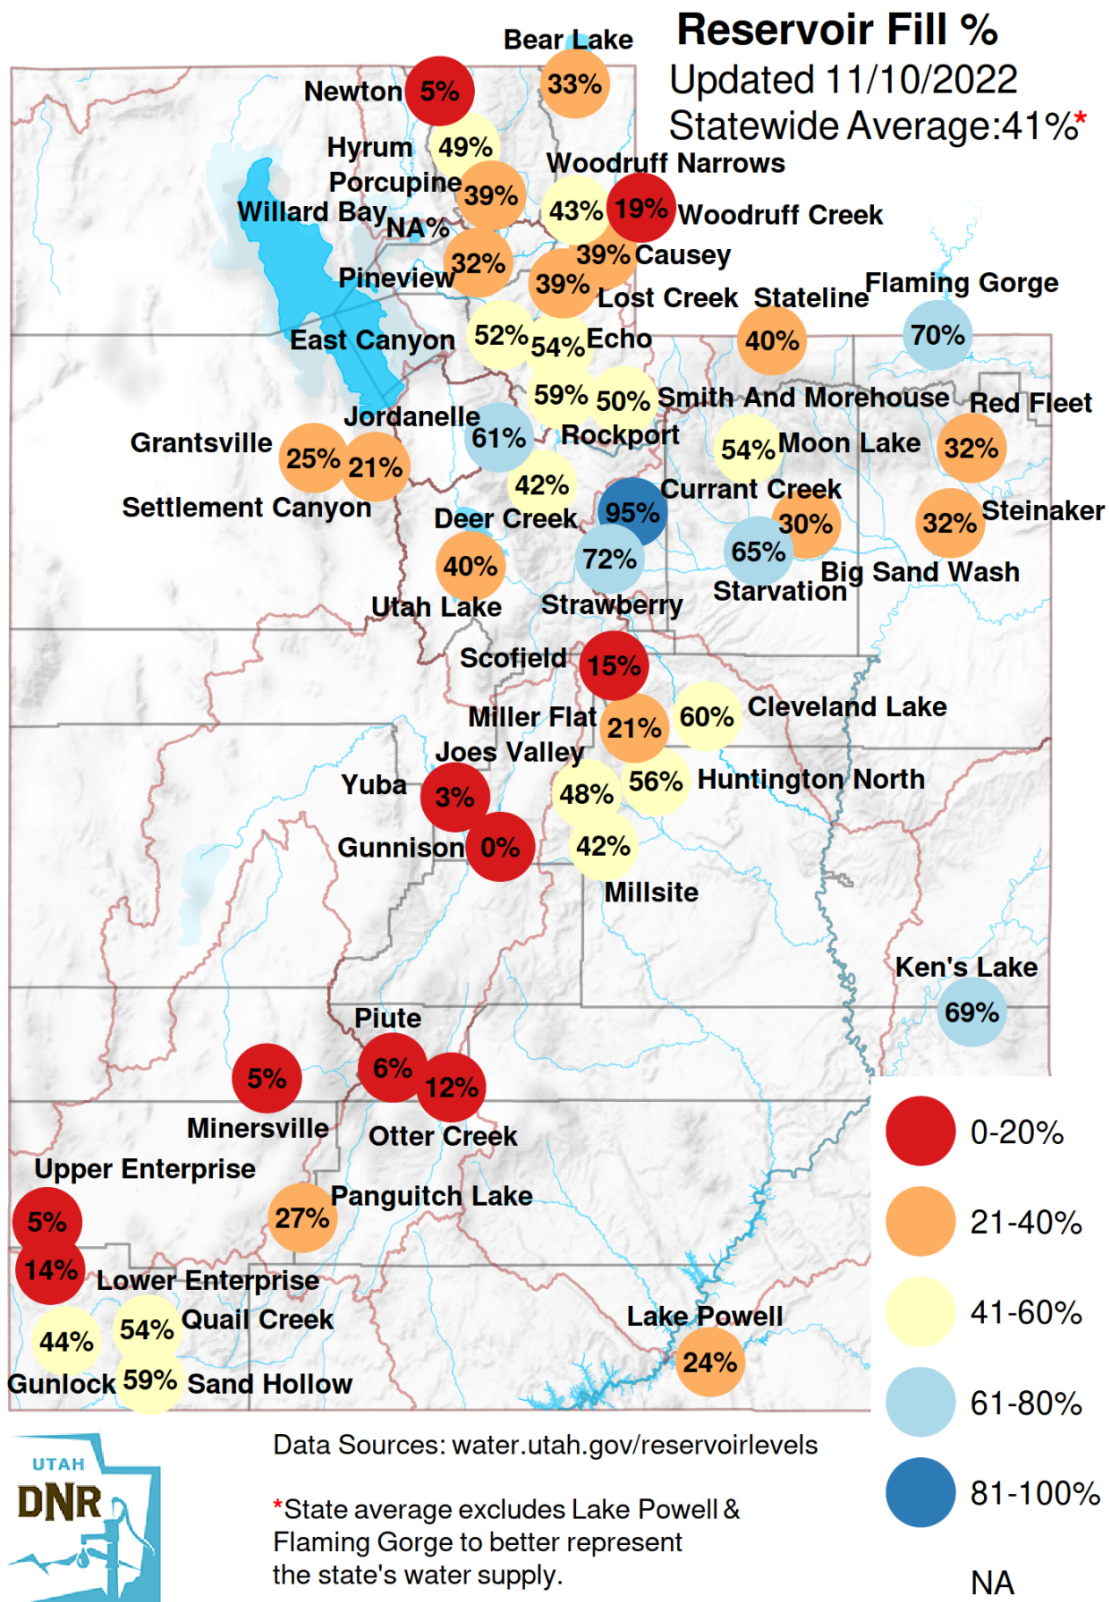 Reservoir Fill %
Updated 11/10/2022
Statewide Average:41%*
Bear Lake
33%
Newton 5%
Hyrum 49%
Woodruff Narrows
43%
Porcupine 39%
19% Woodruff Creek
Willard Bay
NA%
39% Causey
Pineview 32%
39% Lost Creek
Stateline
40%
Flaming Gorge
70%
East Canyon 52%
54% Echo
59%
Rockport
50% Smith And Morehouse
Red Fleet
32%
Jordanelle
61%
Grantsville 25%
21%
Settlement Canyon
54% Moon Lake
42%
Deer Creek
Currant Creek
95%
30%
Big Sand Wash
65%
Starvation
32% Steinaker
40%
Utah Lake
72%
Strawberry
Scofield 15%
Miller Flat 21%
60% Cleveland Lake
Joes Valley
48%
56% Huntington North
Yuba 3%
Gunnison 0%
42%
Millsite
Ken's Lake
69%
Piute
6%
12%
Otter Creek
5%
Minersville
Upper Enterprise
5%
Panguitch Lake
27%
14%
Lower Enterprise
54% Quail Creek
44%
Gunlock
59% Sand Hollow
Lake Powell
24%
0-20%
21-40%
41-60%
61-80%
81-100%
NA
Data Sources: water.utah.gov/reservoirlevels
*State average excludes Lake Powell &
Flaming Gorge to better represent
the state's water supply.
UTAH
DNR